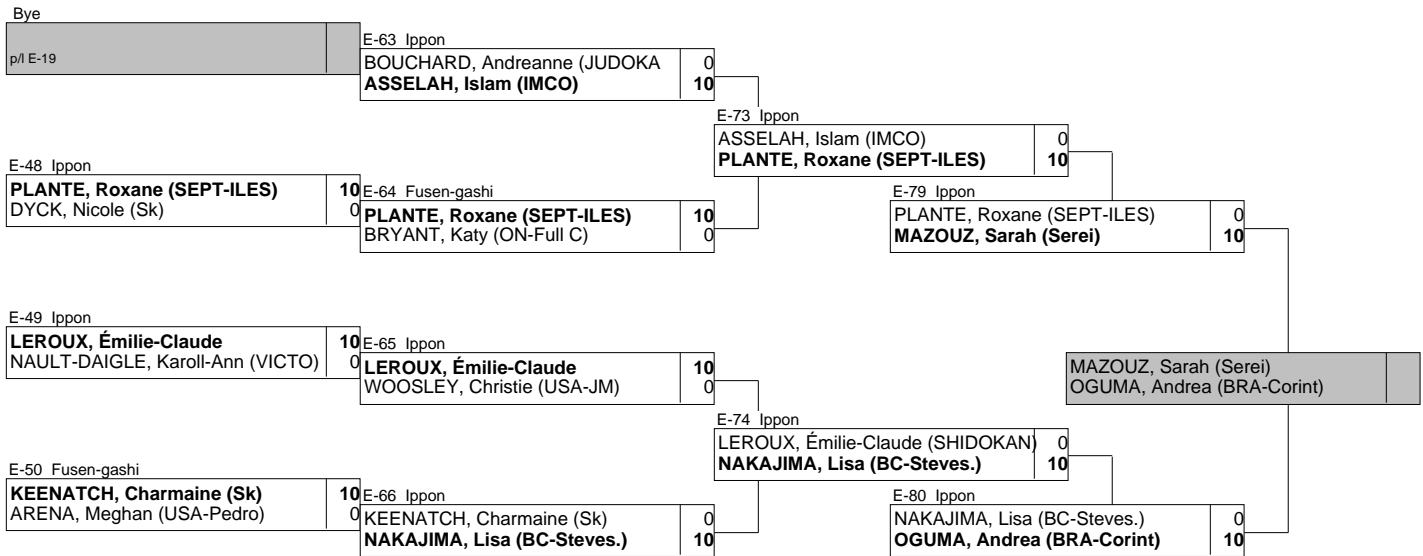 Bye
p/l E-19
E-63 Ippon
BOUCHARD, Andreanne (JUDOKA 0
ASSELAH, Islam (IMCO) 10
E-73 Ippon
ASSELAH, Islam (IMCO) 0
PLANTE, Roxane (SEPT-ILES) 10
E-48 Ippon
PLANTE, Roxane (SEPT-ILES) 10
DYCK, Nicole (Sk) 0
E-64 Fusen-gashi
PLANTE, Roxane (SEPT-ILES) 10
BRYANT, Katy (ON-Full C) 0
E-79 Ippon
PLANTE, Roxane (SEPT-ILES) 0
MAZOUZ, Sarah (Serei) 10
E-49 Ippon
LEROUX, Émilie-Claude 10
NAULT-DAIGLE, Karoll-Ann (VICTO) 0
E-65 Ippon
LEROUX, Émilie-Claude 10
WOOSLEY, Christie (USA-JM) 0
MAZOUZ, Sarah (Serei)
OGUMA, Andrea (BRA-Corint)
E-74 Ippon
LEROUX, Émilie-Claude (SHIDOKAN) 0
NAKAJIMA, Lisa (BC-Steves.) 10
E-50 Fusen-gashi
KEENATCH, Charmaine (Sk) 10
ARENA, Meghan (USA-Pedro) 0
E-66 Ippon
KEENATCH, Charmaine (Sk) 0
NAKAJIMA, Lisa (BC-Steves.) 10
E-80 Ippon
NAKAJIMA, Lisa (BC-Steves.) 0
OGUMA, Andrea (BRA-Corint) 10